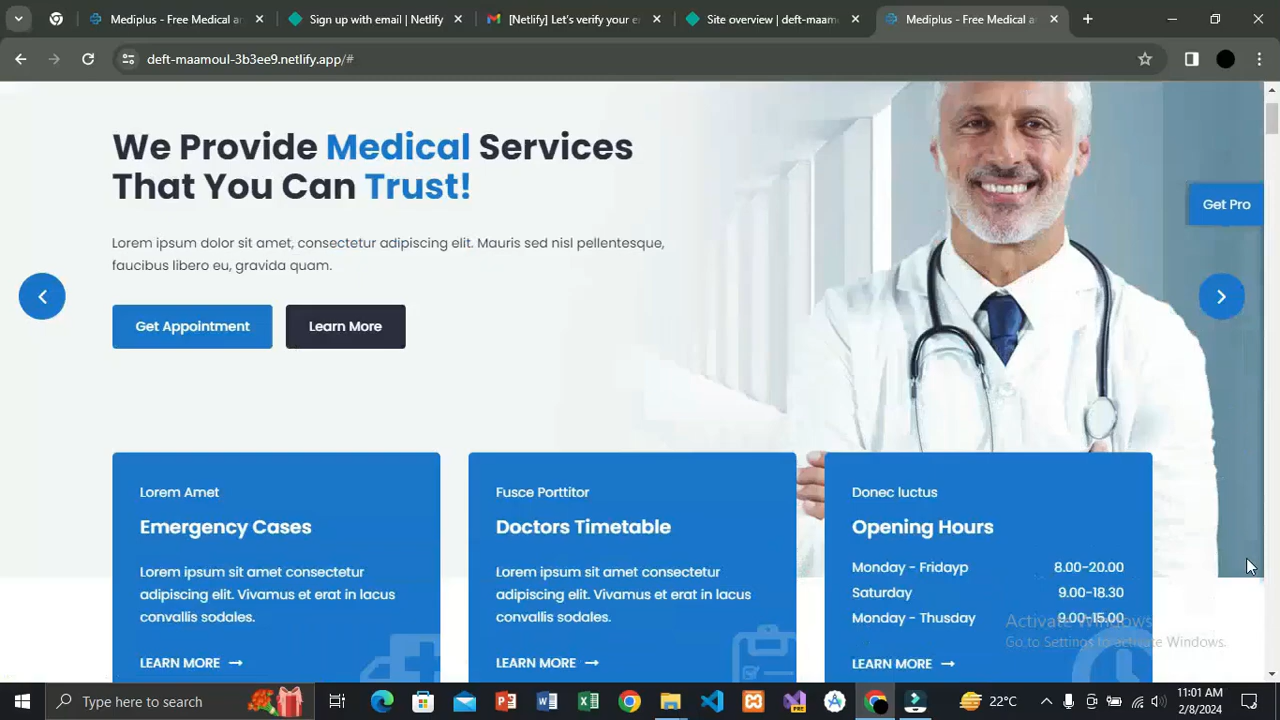 Mediplus - Free Medical a
Sign up with email | Netlify
[Netlify] Let's verify your e
Site overview | deft-maam
Mediplus - Free Medical a
deft-maamoul-3b3ee9.netlify.app/#
We Provide Medical Services
That You Can Trust!
Get Pro
Lorem ipsum dolor sit amet, consectetur adipiscing elit. Mauris sed nisl pellentesque,
faucibus libero eu, gravida quam.
Get Appointment
Learn More
Lorem Amet
Emergency Cases
Lorem ipsum sit amet consectetur
adipiscing elit. Vivamus et erat in lacus
convallis sodales.
LEARN MORE
Fusce Porttitor
Doctors Timetable
Lorem ipsum sit amet consectetur
adipiscing elit. Vivamus et erat in lacus
convallis sodales.
LEARN MORE
Donec luctus
Opening Hours
Monday - Fridayp 8.00-20.00
Saturday 9.00-18.30
Monday - Thusday 9.00-15.00
LEARN MORE
Activate Windows
Go to Settings to activate Windows.
Type here to search
22°C
11:01 AM
2/8/2024